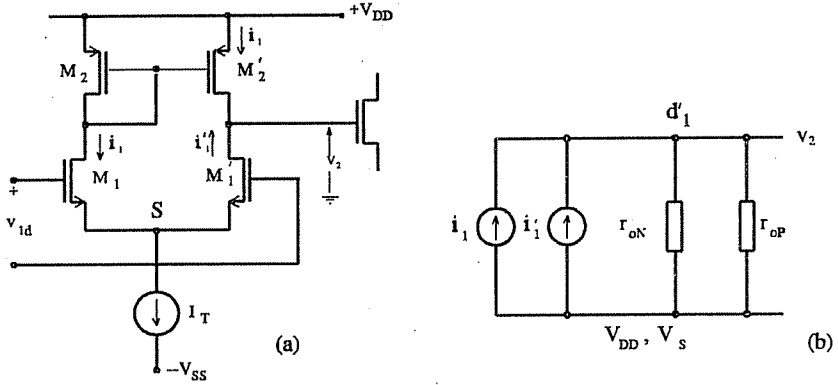 +V_DD
i_1
M_2
M'_2
i_1
i'_1
V_2
M_1
M'_1
+
v_1d
S
I_T
-V_SS
(a)
d'_1
v_2
i_1
i'_1
r_oN
r_oP
V_DD , V_S
(b)